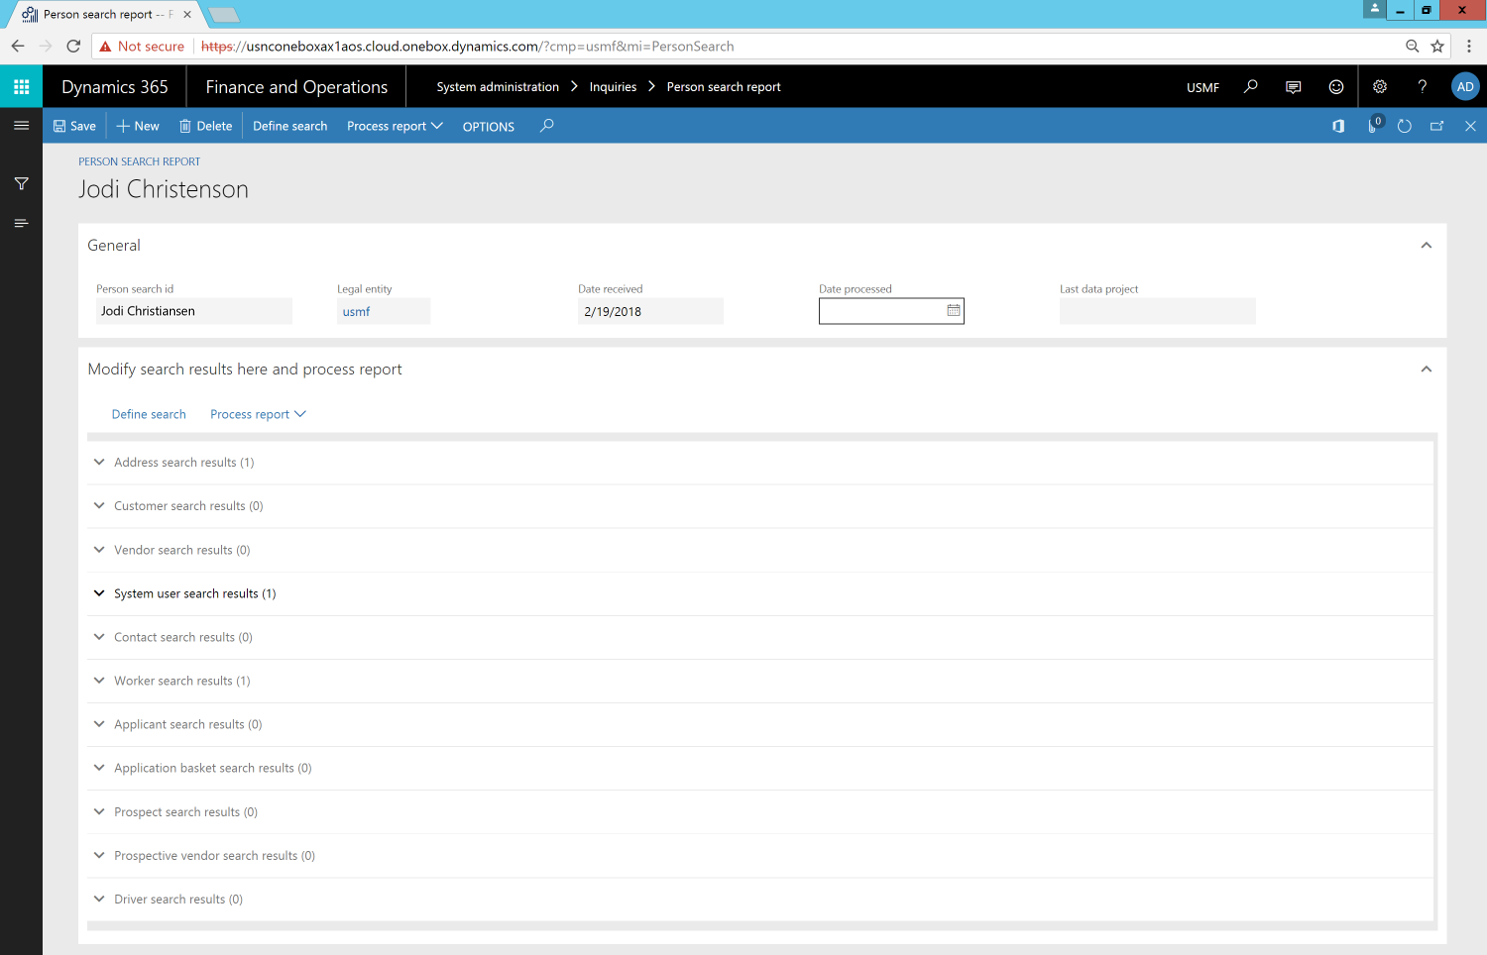 Person search report -- F
Not secure https://usnconeboxax1aos.cloud.onebox.dynamics.com/?cmp=usmf&mi=PersonSearch
Dynamics 365 Finance and Operations System administration Inquiries Person search report USMF ? AD
Save New Delete Define search Process report OPTIONS 0
PERSON SEARCH REPORT
Jodi Christenson
General
Person search id Legal entity Date received Date processed Last data project
Jodi Christiansen usmf 2/19/2018
Modify search results here and process report
Define search Process report
Address search results (1)
Customer search results (0)
Vendor search results (0)
System user search results (1)
Contact search results (0)
Worker search results (1)
Applicant search results (0)
Application basket search results (0)
Prospect search results (0)
Prospective vendor search results (0)
Driver search results (0)